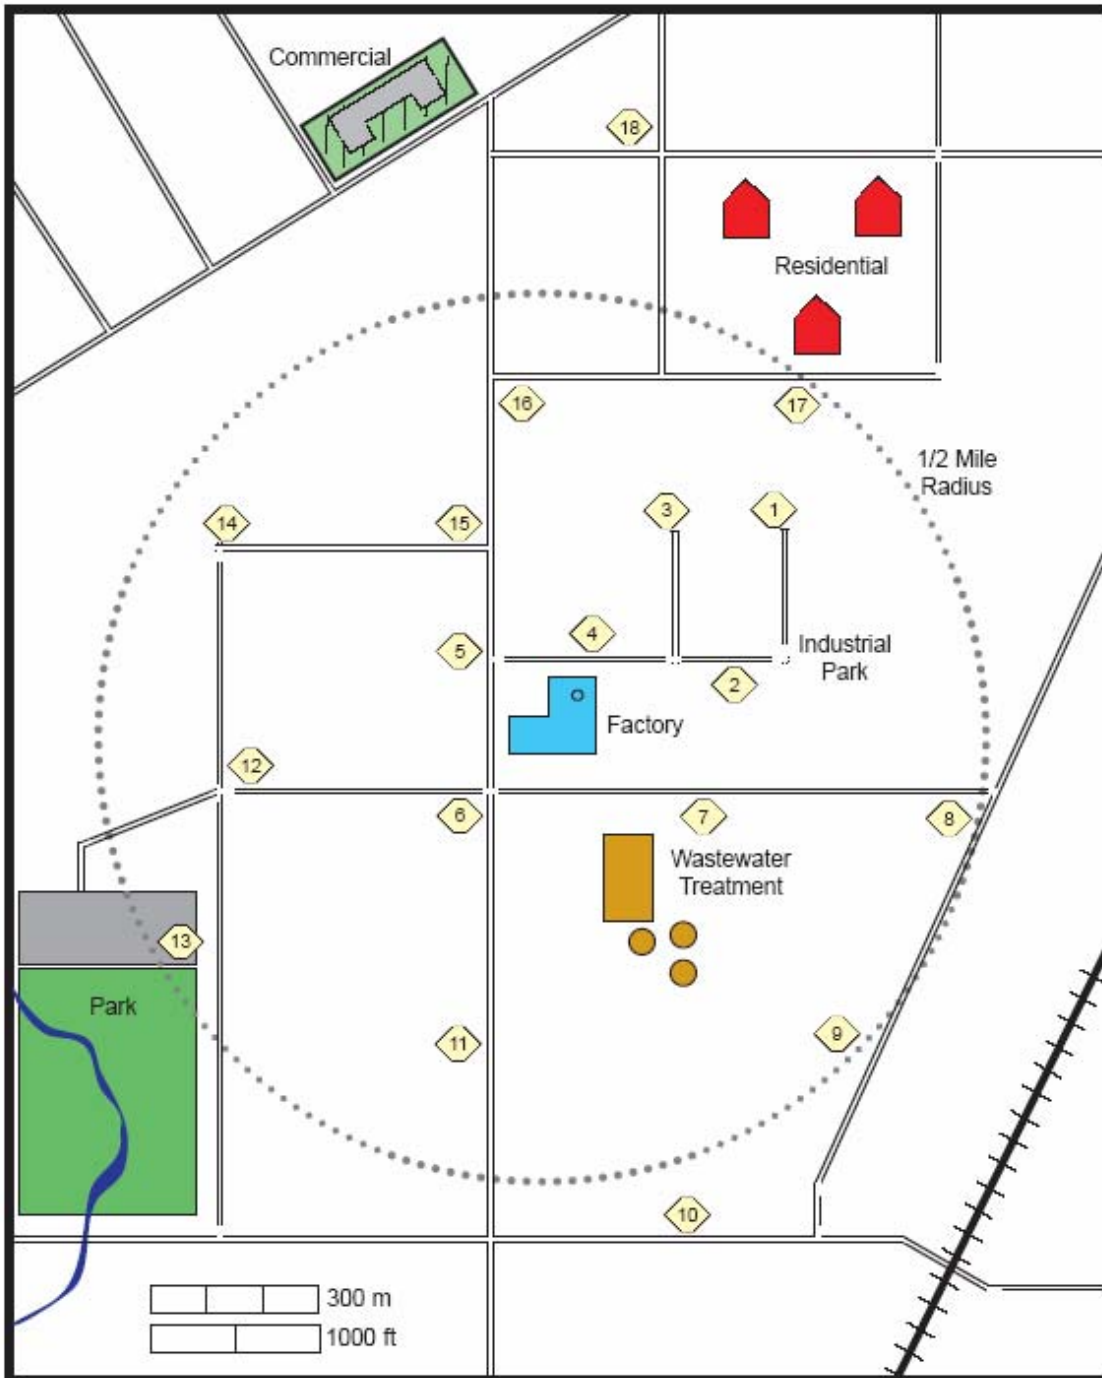 Commercial
18
Residential
16
17
1/2 Mile
Radius
14
15
3
1
4
5
Industrial
Park
2
Factory
12
6
7
8
Wastewater
Treatment
13
Park
11
9
10
300 m
1000 ft